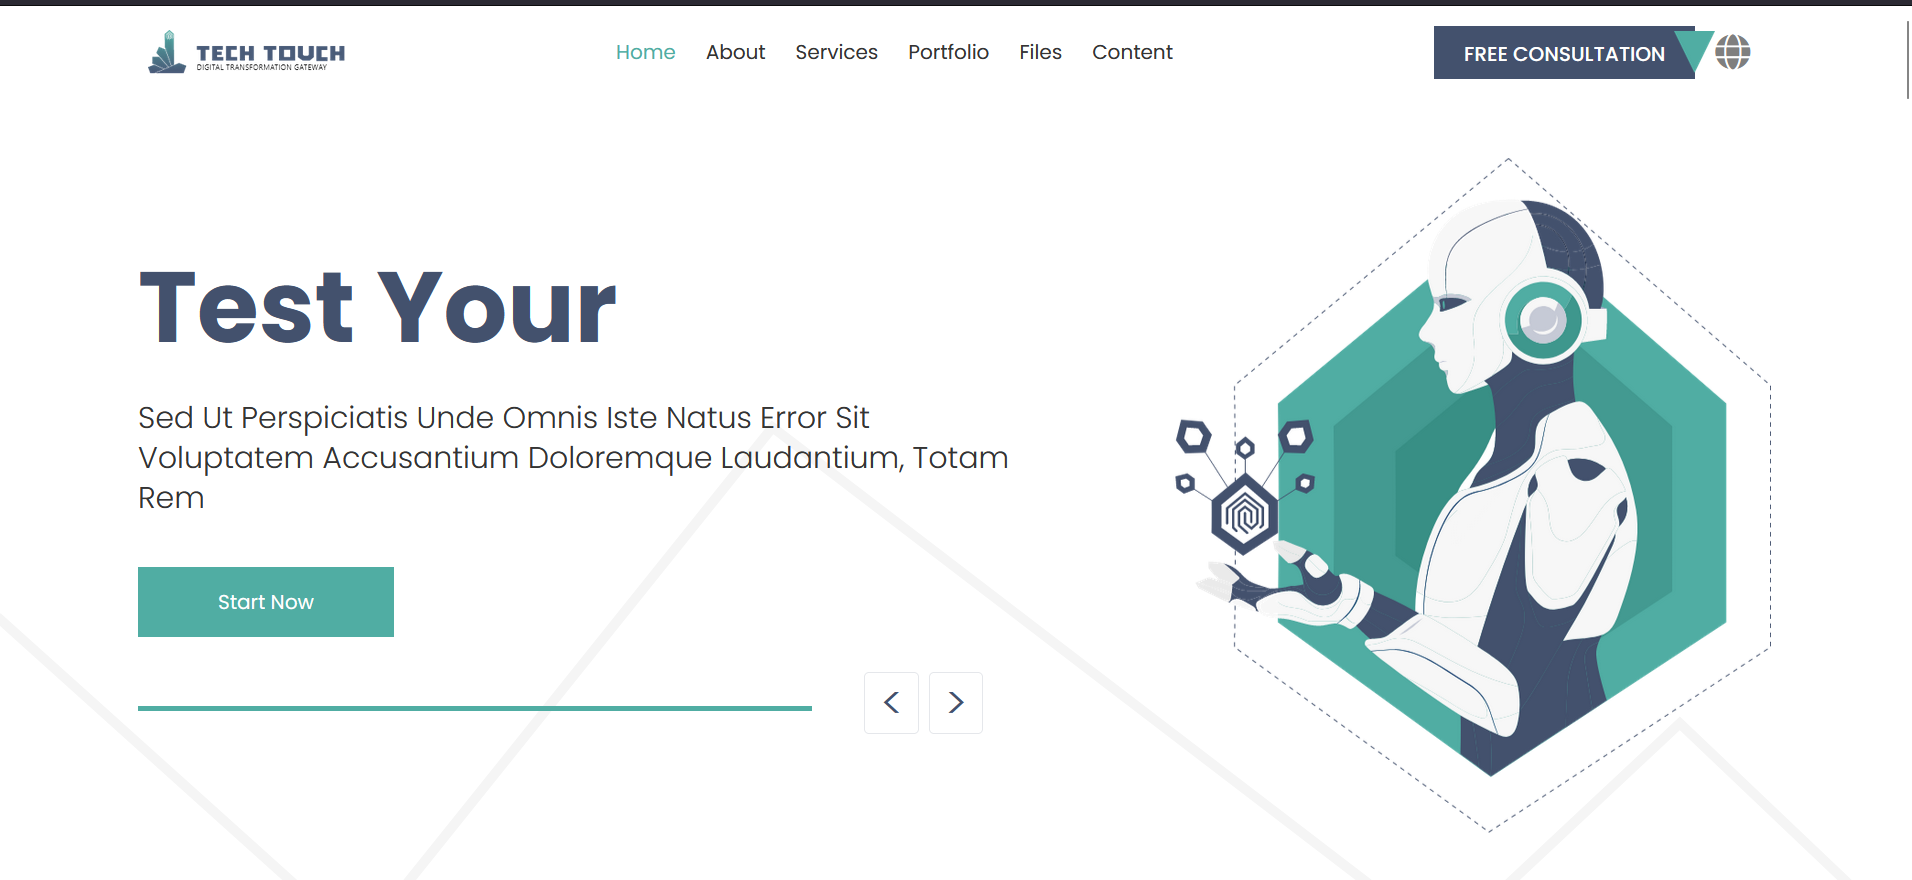 TECH TOUCH
DIGITAL TRANSFORMATION GATEWAY
Home About Services Portfolio Files Content
FREE CONSULTATION
Test Your
Sed Ut Perspiciatis Unde Omnis Iste Natus Error Sit
Voluptatem Accusantium Doloremque Laudantium, Totam
Rem
Start Now